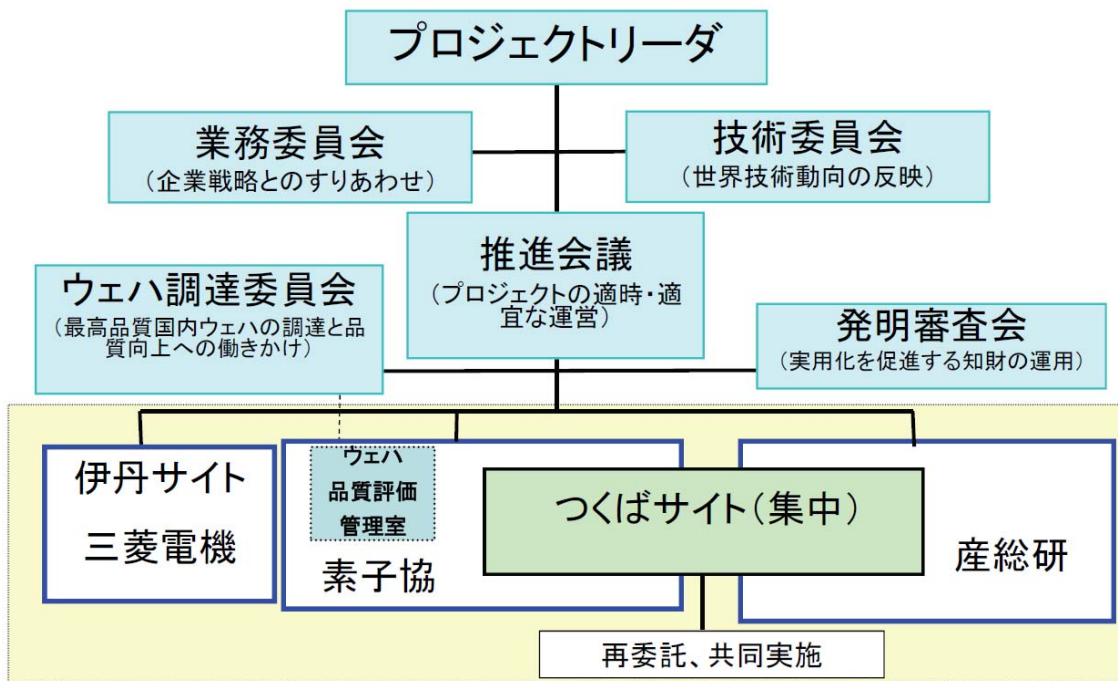 プロジェクトリーダ
業務委員会
（企業戦略とのすりあわせ）
技術委員会
（世界技術動向の反映）
推進会議
（プロジェクトの適時・適
宜な運営）
ウェハ調達委員会
（最高品質国内ウェハの調達と品
質向上への働きかけ）
発明審査会
（実用化を促進する知財の運用）
伊丹サイト
三菱電機
ウェハ
品質評価
管理室
素子協
つくばサイト（集中）
産総研
再委託、共同実施